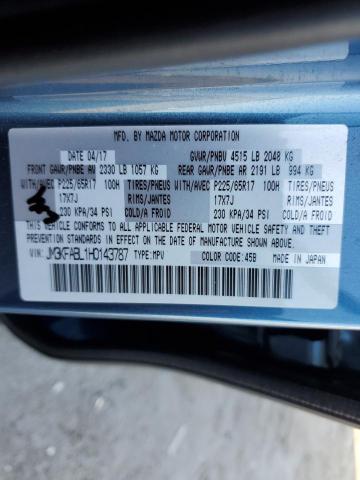 MFD. BY MAZDA MOTOR CORPORATION
DATE 04/17 GVWR/PNBV 4515 LB 2048 KG
FRONT GAWR/PNBE AV 2330 LB 1057 KG REAR GAWR/PNBE AR 2191 LB 994 KG
WITH/AVEC P225/65R17 100H TIRES/PNEUS WITH/AVEC P225/65R17 100H TIRES/PNEUS
17X7J RIMS/JANTES 17X7J RIMS/JANTES
230 KPA/34 PSI COLD/A FROID 230 KPA/34 PSI COLD/A FROID
THIS VEHICLE CONFORMS TO ALL APPLICABLE FEDERAL MOTOR VEHICLE SAFETY AND
THEFT PREVENTION STANDARDS IN EFFECT ON THE DATE OF MANUFACTURE SHOWN ABOVE.
VIN: JM3KFABL1H0143787 TYPE:MPV COLOR CODE:45B MADE IN JAPAN